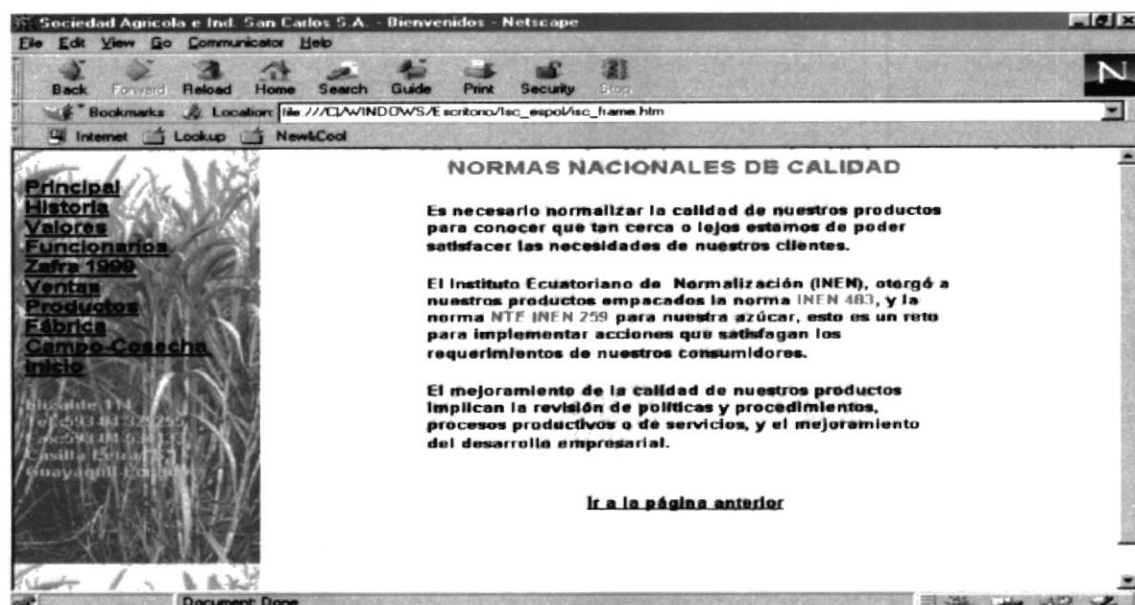 Sociedad Agricola e Ind. San Carlos S.A. - Bienvenidos - Netscape
File Edit View Go Communicator Help
Back Forward Reload Home Search Guide Print Security Stop
N
Bookmarks Location: file:///C|/WINDOWS/Escritorio/Isc_espol/isc_frame.htm
Internet Lookup New&Cool
Principal
Historia
Valores
Funcionarios
Zafra 1999
Ventas
Productos
Fábrica
Campo-Cosecha
Inicio
Elizalde 114
Casilla
Guayaquil-Ecuador
NORMAS NACIONALES DE CALIDAD
Es necesario normalizar la calidad de nuestros productos
para conocer que tan cerca o lejos estamos de poder
satisfacer las necesidades de nuestros clientes.
El Instituto Ecuatoriano de Normalización (INEN), otorgó a
nuestros productos empacados la norma INEN 483, y la
norma NTE INEN 259 para nuestra azúcar, esto es un reto
para implementar acciones que satisfagan los
requerimientos de nuestros consumidores.
El mejoramiento de la calidad de nuestros productos
implican la revisión de políticas y procedimientos,
procesos productivos o de servicios, y el mejoramiento
del desarrollo empresarial.
Ir a la página anterior
Document: Done